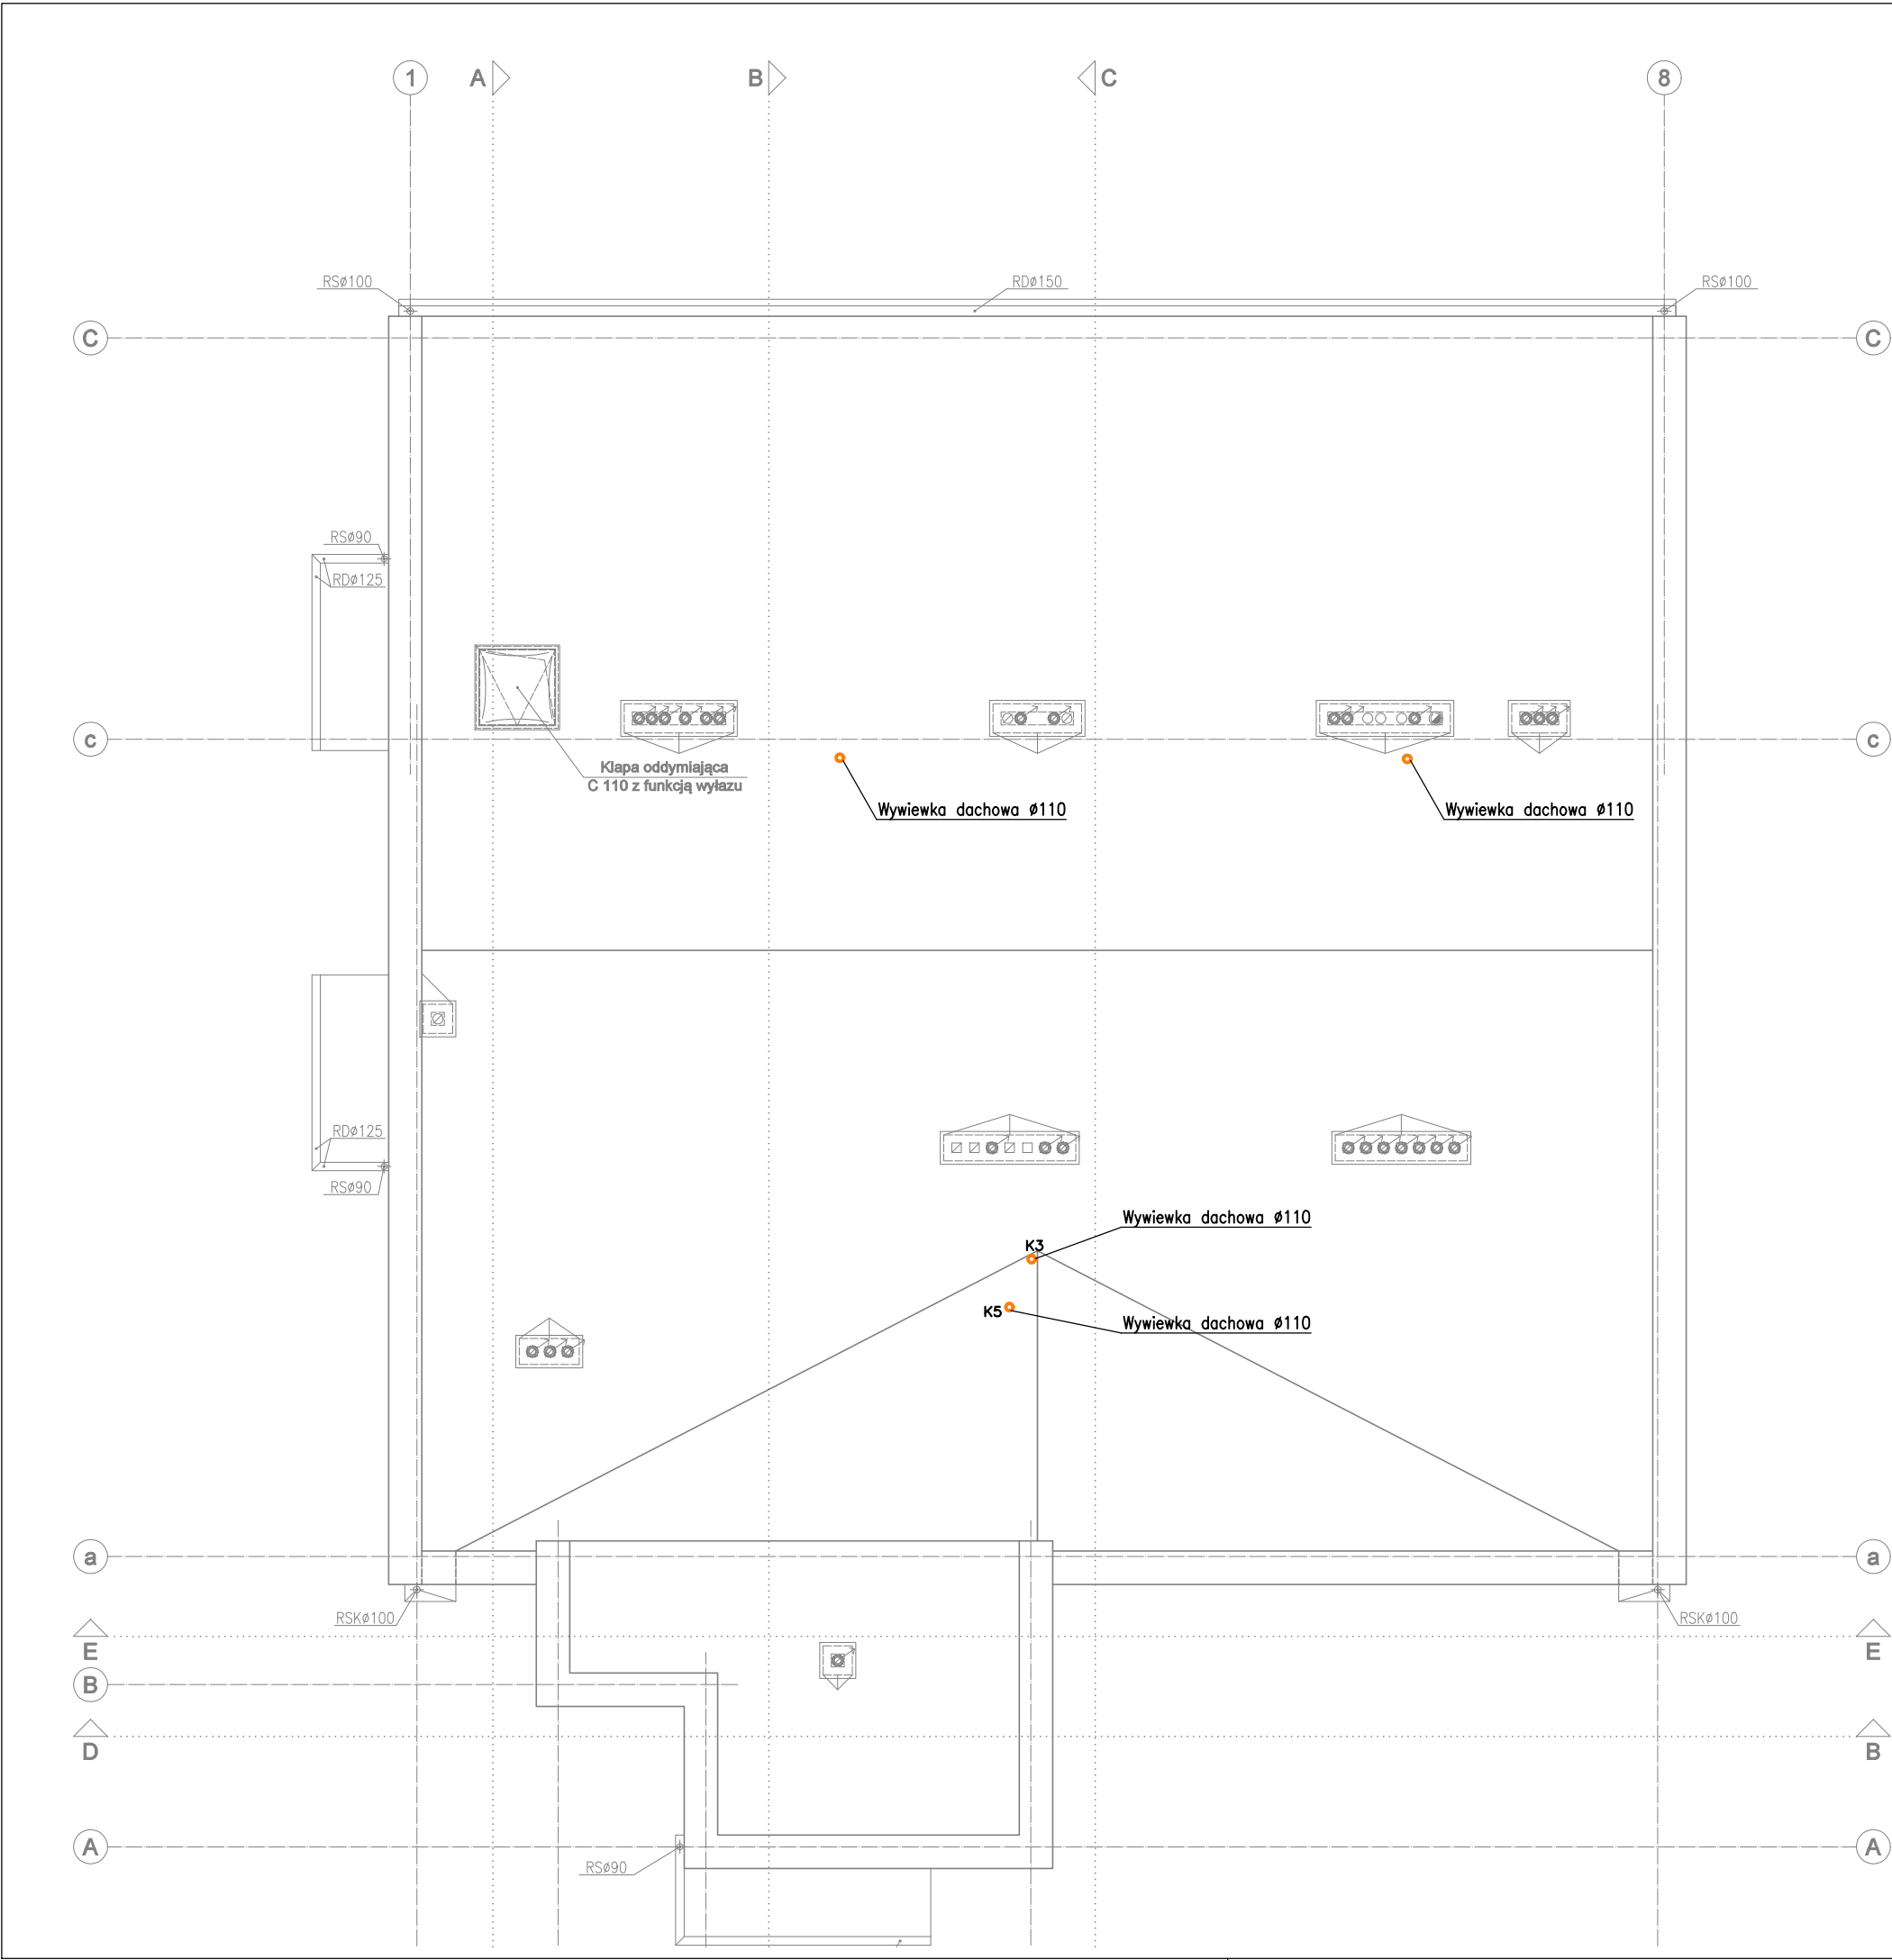 1
A
B
C
8
RSø100
RDø150
RSø100
C
C
RSø90
RDø125
c
c
Klapa oddymiająca
C 110 z funkcją wyłazu
Wywiewka dachowa ø110
Wywiewka dachowa ø110
RDø125
RSø90
Wywiewka dachowa ø110
K3
K5
Wywiewka dachowa ø110
a
a
RSKø100
RSKø100
E
E
B
D
B
A
A
RSø90